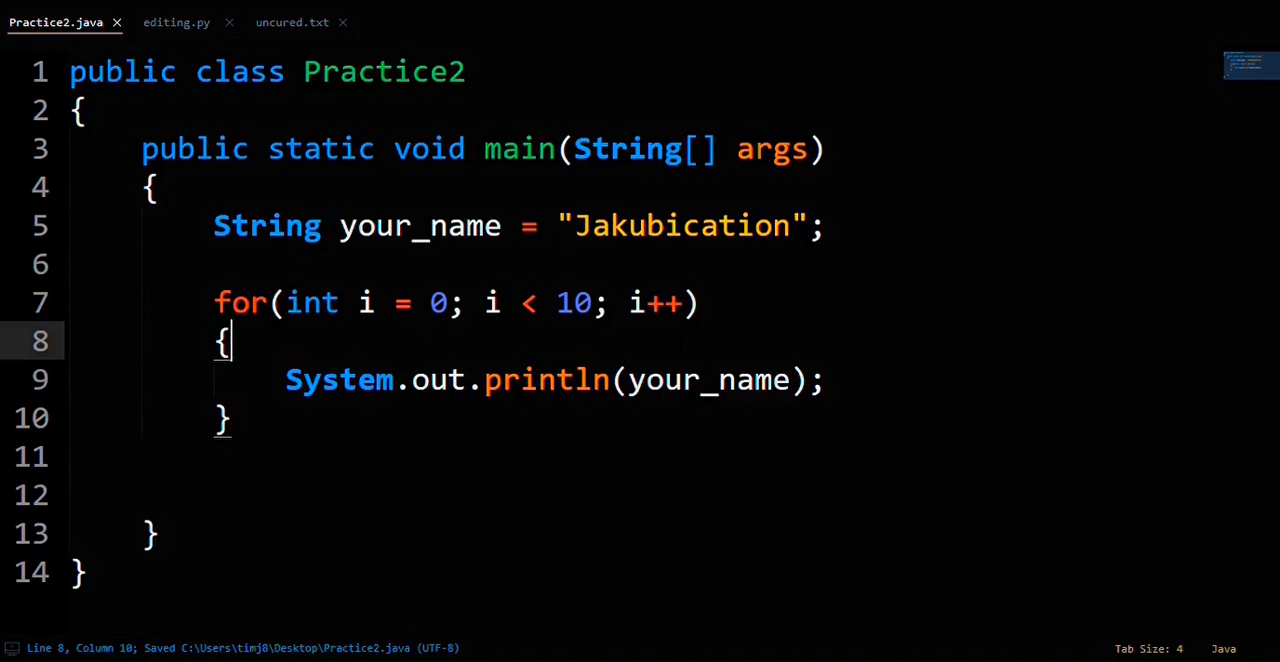 Practice2.java × editing.py × uncured.txt ×
1 public class Practice2
2 {
3 public static void main(String[] args)
4 {
5 String your_name = "Jakubication";
6
7 for(int i = 0; i < 10; i++)
8 {
9 System.out.println(your_name);
10 }
11
12
13 }
14 }
Line 8, Column 10; Saved C:\Users\timj8\Desktop\Practice2.java (UTF-8) Tab Size: 4 Java